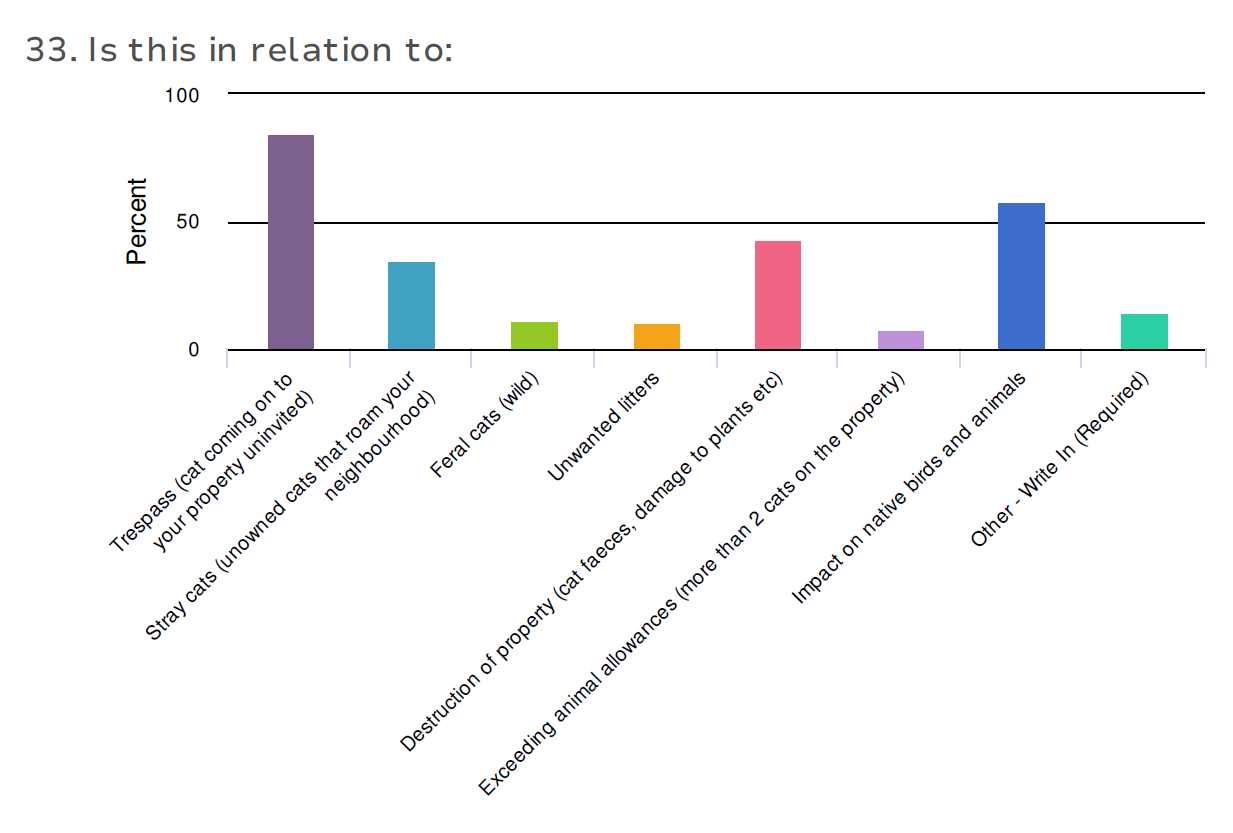 33. Is this in relation to:
100
50
0
Percent
Trespass (cat coming on to
your property uninvited)
Stray cats (unowned cats that roam your
neighbourhood)
Feral cats (wild)
Unwanted litters
Destruction of property (cat faeces, damage to plants etc)
Exceeding animal allowances (more than 2 cats on the property)
Impact on native birds and animals
Other - Write In (Required)